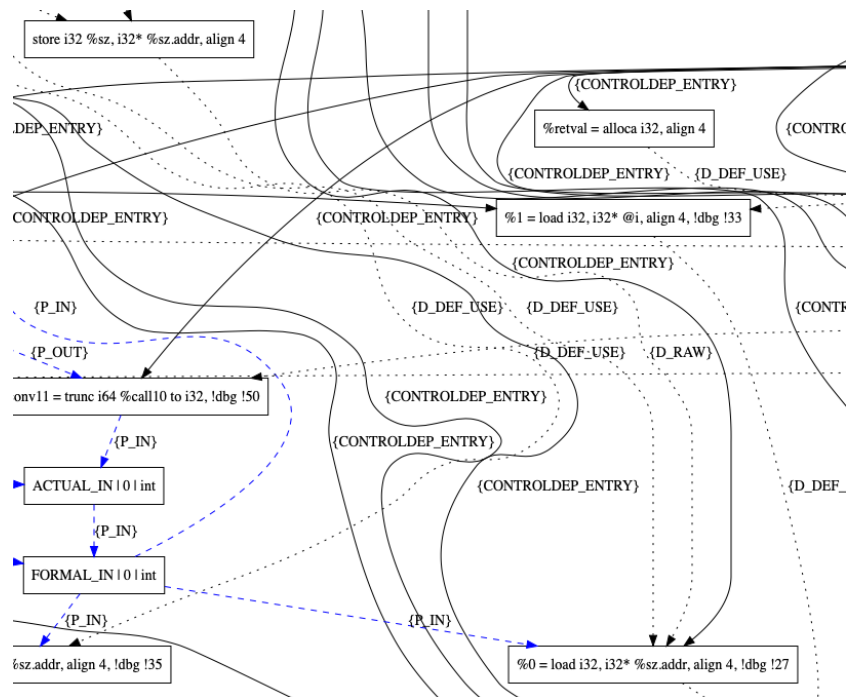 store i32 %sz, i32* %sz.addr, align 4
{CONTROLDEP_ENTRY}
%retval = alloca i32, align 4
DEP_ENTRY}
{CONTR
{CONTROLDEP_ENTRY}
{D_DEF_USE}
CONTROLDEP_ENTRY}
{CONTROLDEP_ENTRY}
%1 = load i32, i32* @i, align 4, !dbg !33
{CONTROLDEP_ENTRY}
{P_IN}
{D_DEF_USE}
{D_DEF_USE}
{CONT
{P_OUT}
{D_DEF_USE}
{D_RAW}
onv11 = trunc i64 %call10 to i32, !dbg !50
{CONTROLDEP_ENTRY}
{P_IN}
{CONTROLDEP_ENTRY}
ACTUAL_IN | 0 | int
{CONTROLDEP_ENTRY}
{D_DEF_
{P_IN}
FORMAL_IN | 0 | int
{P_IN}
{P_IN}
%sz.addr, align 4, !dbg !35
%0 = load i32, i32* %sz.addr, align 4, !dbg !27